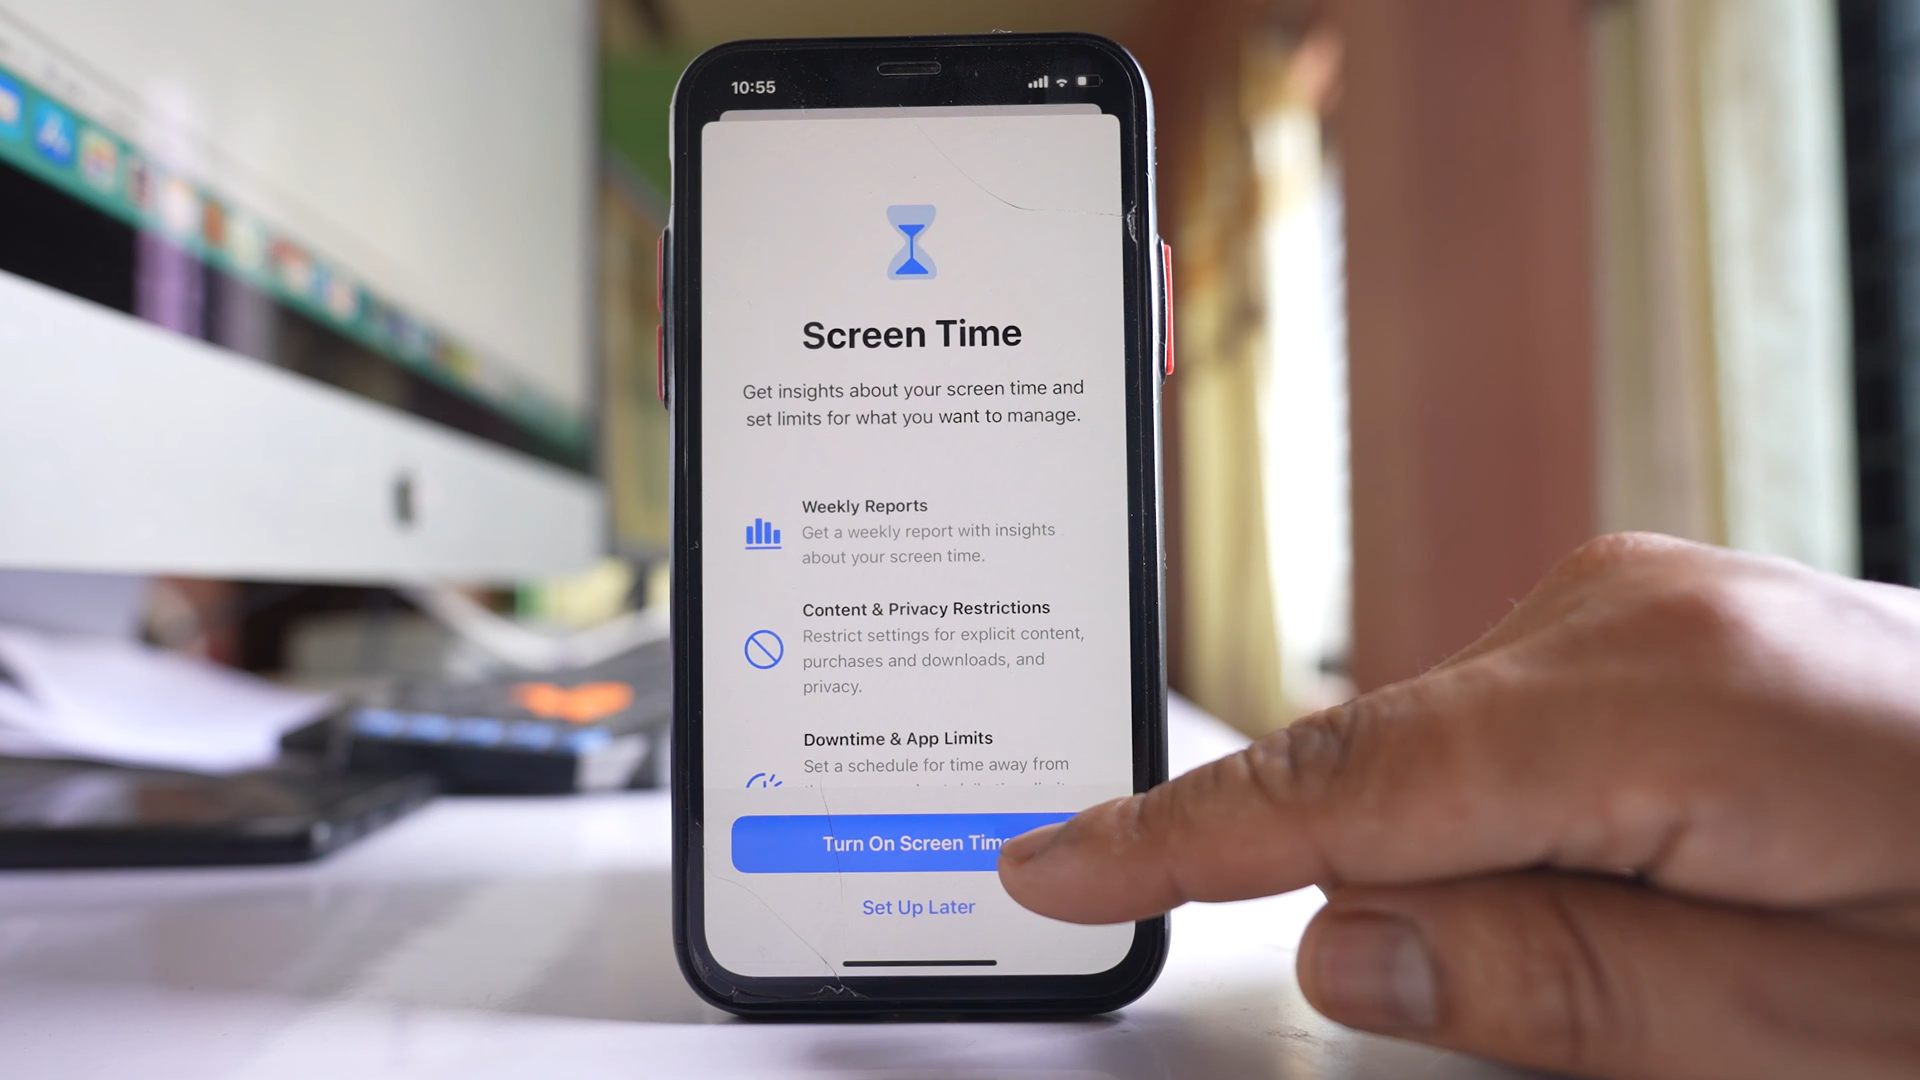 10:55
Screen Time
Get insights about your screen time and
set limits for what you want to manage.
Weekly Reports
Get a weekly report with insights
about your screen time.
Content & Privacy Restrictions
Restrict settings for explicit content,
purchases and downloads, and
privacy.
Downtime & App Limits
Set a schedule for time away from
Turn On Screen Time
Set Up Later